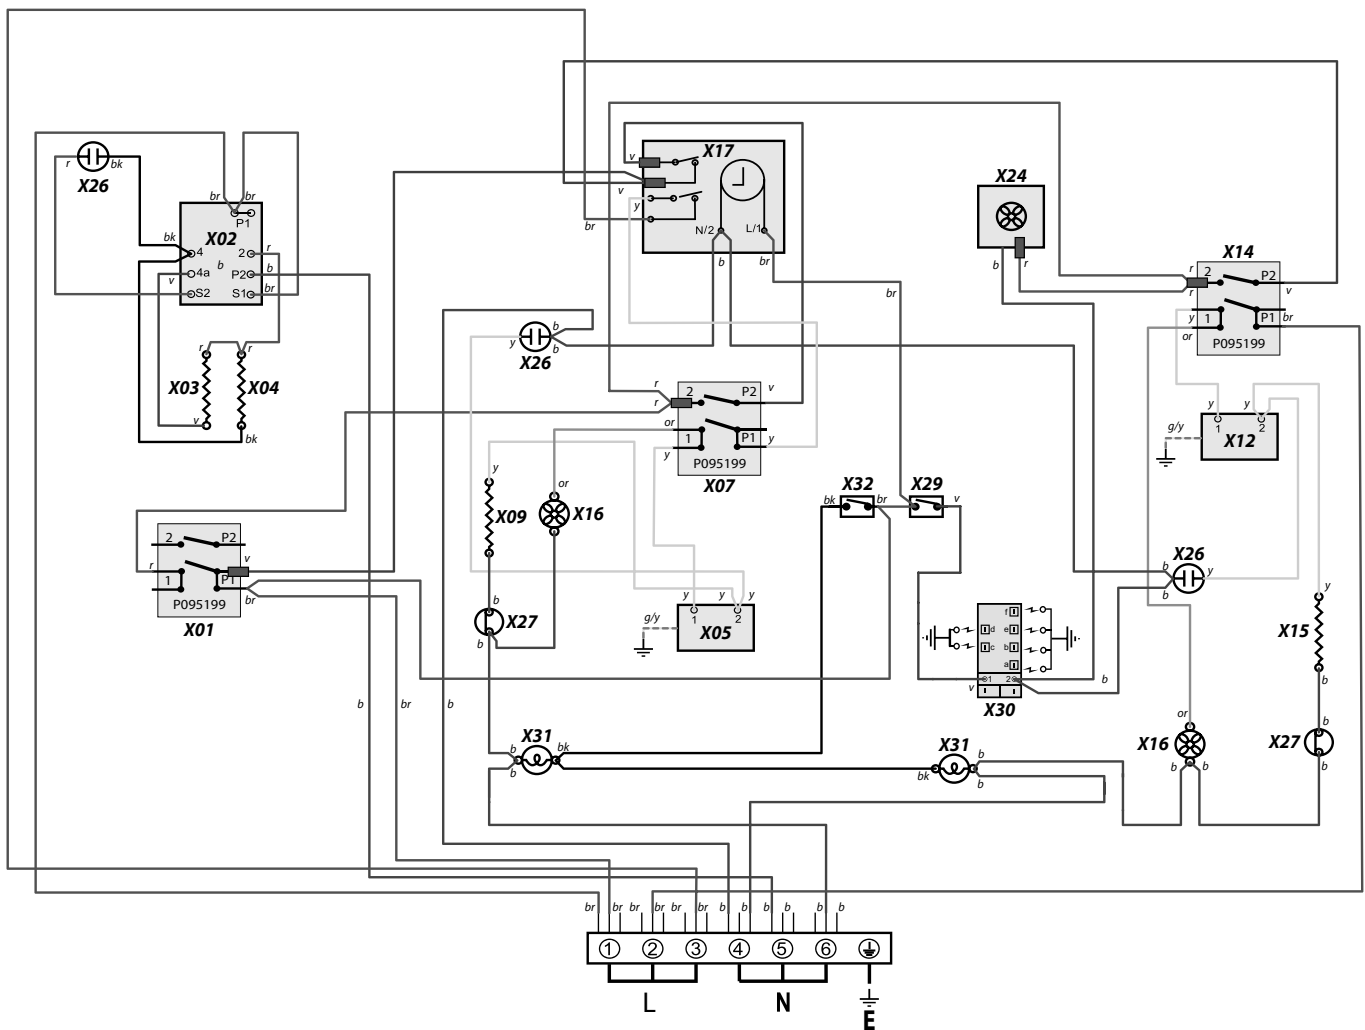 X17
v
v
y
br
N/2
L/1
b
br
br
X24
b
r
X14
r
2
P2
v
r
y
1
P1
br
or
P095199
r
bk
X26
br
br
P1
X02
bk
4
2
r
b
v
4a
P2
b
S2
S1
br
r
r
X03
X04
v
bk
b
y
b
X26
r
2
P2
v
r
or
1
P1
y
y
P095199
X07
y
y
1
2
g/y
X12
y
X09
or
X16
X32
X29
bk
br
v
2
P2
v
r
1
P1
br
P095199
X01
X26
b
y
b
b
X27
b
y
y
y
g/y
1
2
X05
f
d
e
c
b
a
1
2
v
b
X30
y
X15
b
b
br
b
X31
b
bk
b
X31
b
bk
b
or
X16
b
b
b
X27
b
br
br
br
br
br
br
b
b
b
b
b
b
1
2
3
4
5
6
L
N
E